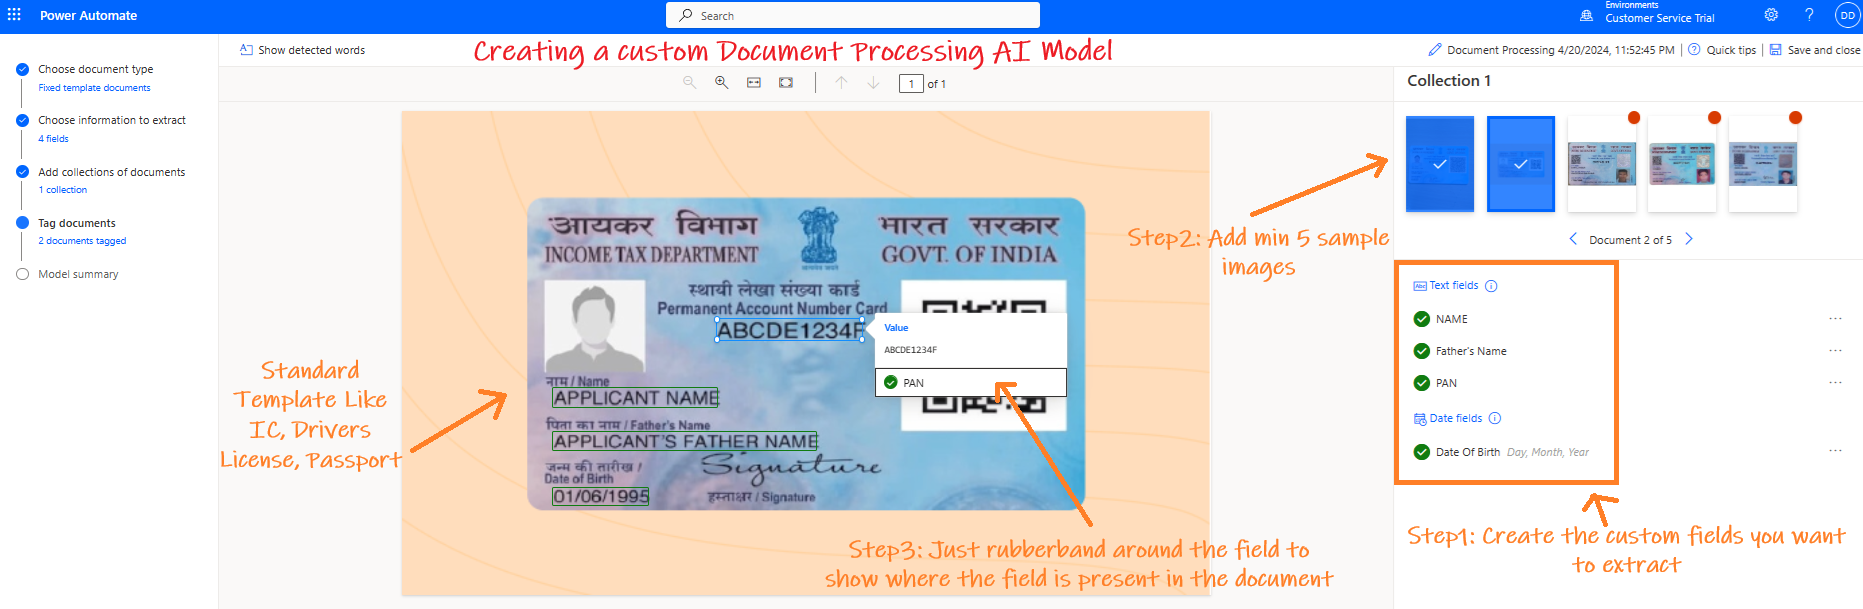 Power Automate
Search
Environments
Customer Service Trial
DD
Show detected words
Creating a custom Document Processing AI Model
Document Processing 4/20/2024, 11:52:45 PM
Quick tips
Save and close
Choose document type
Fixed template documents
Choose information to extract
4 fields
Add collections of documents
1 collection
Tag documents
2 documents tagged
Model summary
1 of 1
Standard
Template Like
IC, Drivers
License, Passport
आयकर विभाग
INCOME TAX DEPARTMENT
भारत सरकार
GOVT. OF INDIA
स्थायी लेखा संख्या कार्ड
Permanent Account Number Card
ABCDE1234F
Value
ABCDE1234F
PAN
नाम / Name
APPLICANT NAME
पिता का नाम / Father's Name
APPLICANT'S FATHER NAME
जन्म की तारीख /
Date of Birth
01/06/1995
Signature
हस्ताक्षर / Signature
Step3: Just rubberband around the field to
show where the field is present in the document
Collection 1
Step2: Add min 5 sample
images
Document 2 of 5
Text fields
NAME
Father's Name
PAN
Date fields
Date Of Birth Day, Month, Year
Step1: Create the custom fields you want
to extract